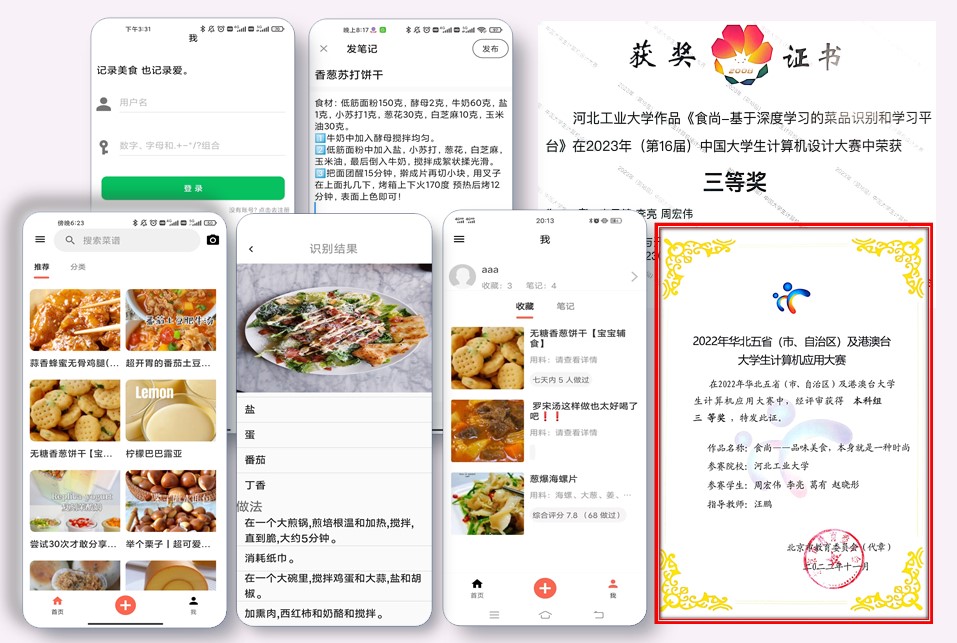 下午3:31
我
记录美食 也记录爱。
用户名
数字、字母和.+-*/?组合
登录
没有账号？点击去注册
晚上8:17
发笔记
发布
香葱苏打饼干
食材: 低筋面粉150克, 酵母2克, 牛奶60克, 盐
1克, 小苏打1克, 葱花30克, 白芝麻10克, 玉米
油30克。
1牛奶中加入酵母搅拌均匀。
2低筋面粉中加入盐, 小苏打, 葱花, 白芝麻,
玉米油, 最后倒入牛奶, 搅拌成絮状揉光滑。
3把面团醒15分钟, 擀成片再切小块, 用叉子
在上面扎几下, 烤箱上下火170度 预热后烤12
分钟, 表面上色即可!
获奖证书
2008
河北工业大学作品《食尚–基于深度学习的菜品识别和学习平
台》在2023年（第16届）中国大学生计算机设计大赛中荣获
三等奖
李亮 周宏伟
傍晚6:23
搜索菜谱
推荐
分类
番茄土豆肥牛汤
蒜香蜂蜜无骨鸡腿(...
超开胃的番茄土豆...
Lemon
无糖香葱饼干【宝...
柠檬巴巴露亚
Replica yogurt
尝试30次才敢分享...
举个栗子丨超可爱...
首页
我
识别结果
盐
蛋
番茄
丁香
做法
在一个大煎锅,煎培根温和加热,搅拌,
直到脆,大约5分钟。
消耗纸巾。
在一个大碗里,搅拌鸡蛋和大蒜,盐和胡
椒。
加熏肉,西红柿和奶酪和搅拌。
20:13
我
aaa
收藏: 3 笔记: 4
收藏
笔记
无糖香葱饼干【宝宝辅
食】
用料: 请查看详情
七天内 5 人做过
罗宋汤这样做也太好喝了
吧❗❗
用料: 请查看详情
葱爆海螺片
用料: 海螺、大葱、姜、...
综合评分 7.8 （68 做过）
首页
我
2022年华北五省（市、自治区）及港澳台
大学生计算机应用大赛
在2022年华北五省（市、自治区）及港澳台大学
生计算机应用大赛中，经评审获得 本科组
三等奖，特发此证。
作品名称: 食尚——品味美食，本身就是一种时尚
参赛院校: 河北工业大学
参赛学生: 周宏伟 李亮 葛有 赵晓彤
指导教师: 汪鹏
北京市教育委员会（代章）
二〇二二年十一月